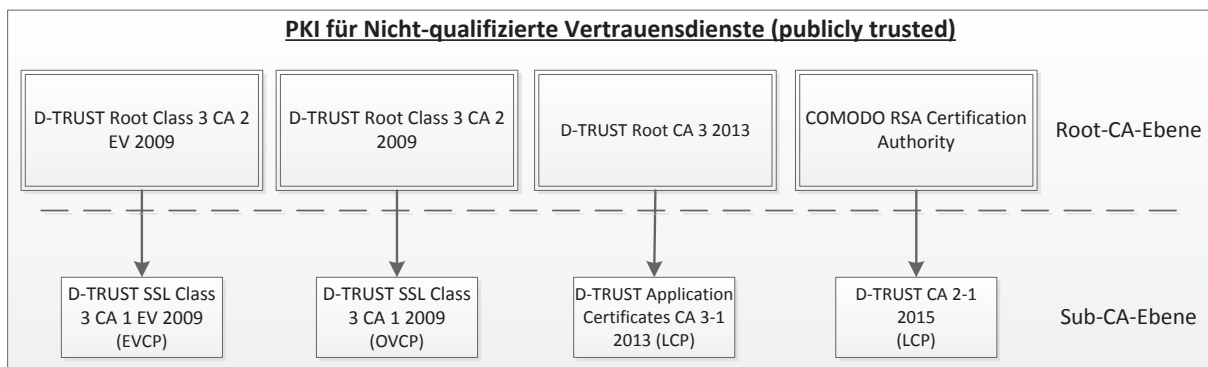 PKI für Nicht-qualifizierte Vertrauensdienste (publicly trusted)
D-TRUST Root Class 3 CA 2
EV 2009
D-TRUST Root Class 3 CA 2
2009
D-TRUST Root CA 3 2013
COMODO RSA Certification
Authority
Root-CA-Ebene
D-TRUST SSL Class
3 CA 1 EV 2009
(EVCP)
D-TRUST SSL Class
3 CA 1 2009
(OVCP)
D-TRUST Application
Certificates CA 3-1
2013 (LCP)
D-TRUST CA 2-1
2015
(LCP)
Sub-CA-Ebene